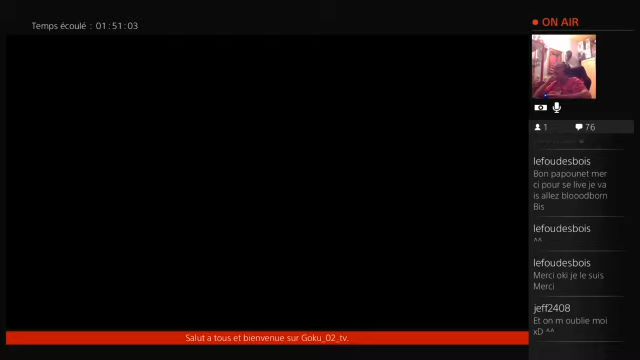 Temps écoulé : 01:51:03
ON AIR
1 76
lefoudesbois
Bon papounet mer
ci pour se live je va
is allez blooodborn
Bis
lefoudesbois
^^
lefoudesbois
Merci oki je le suis
Merci
jeff2408
Et on m oublie moi
xD ^^
Salut a tous et bienvenue sur Goku_02_tv.